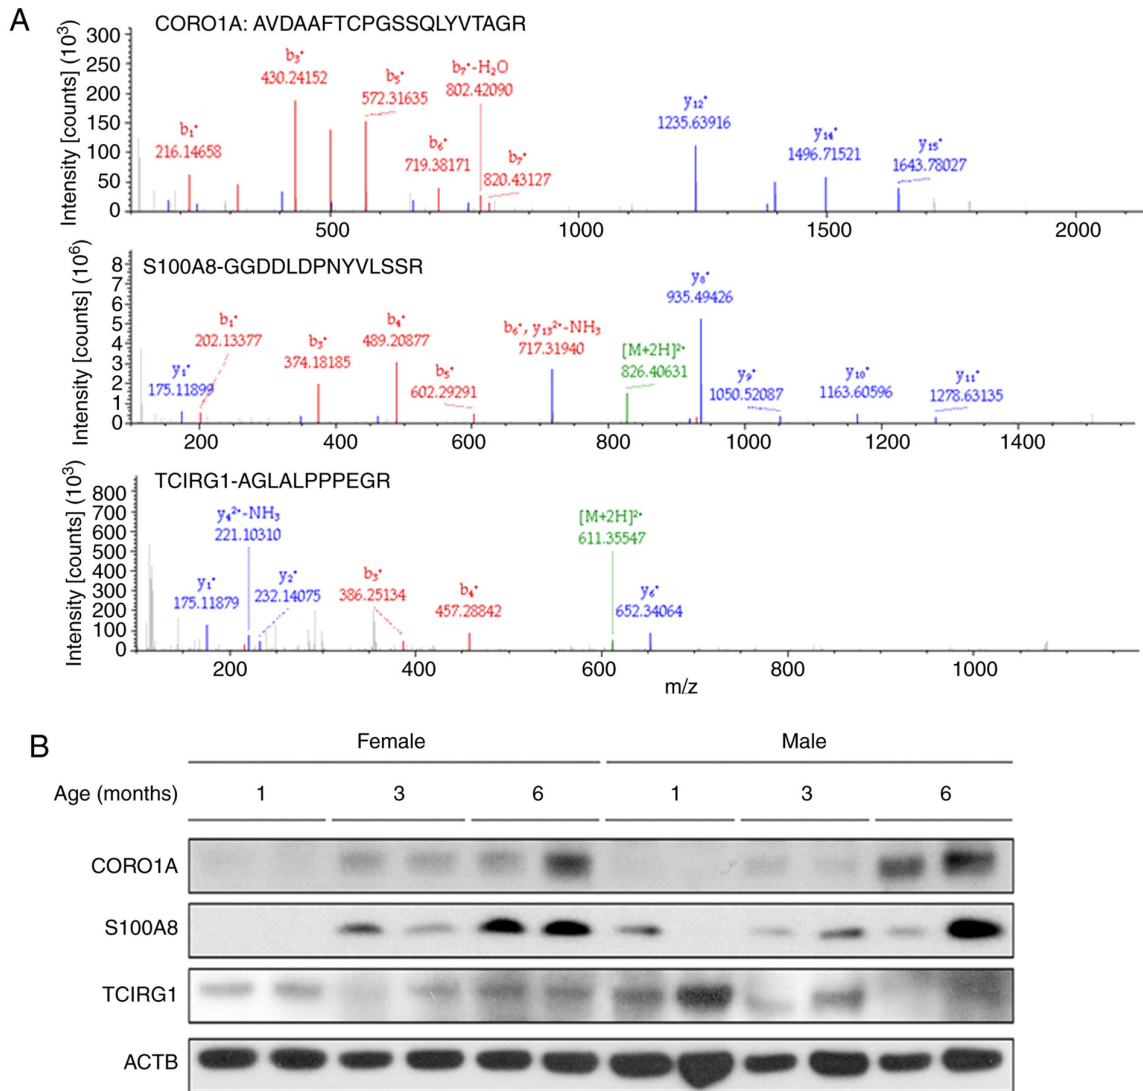 A
CORO1A: AVDAAFTCPGSSQLYVTAGR
Intensity [counts] (10³)
300
250
200
150
100
50
0
b₁⁺
216.14658
b₃⁺
430.24152
b₅⁺
572.31635
b₆⁺
719.38171
b₇⁺-H₂O
802.42090
b₇⁺
820.43127
y₁₂⁺
1235.63916
y₁₄⁺
1496.71521
y₁₅⁺
1643.78027
500 1000 1500 2000
S100A8-GGDDLDPNYVLSSR
Intensity [counts] (10⁶)
8
7
6
5
4
3
2
1
0
y₁⁺
175.11899
b₁⁺
202.13377
b₃⁺
374.18185
b₄⁺
489.20877
b₅⁺
602.29291
b₆⁺, y₁₃²⁺-NH₃
717.31940
[M+2H]²⁺
826.40631
y₈⁺
935.49426
y₉⁺
1050.52087
y₁₀⁺
1163.60596
y₁₁⁺
1278.63135
200 400 600 800 1000 1200 1400
TCIRG1-AGLALPPPEGR
Intensity [counts] (10³)
800
700
600
500
400
300
200
100
0
y₁⁺
175.11879
y₄²⁺-NH₃
221.10310
y₂⁺
232.14075
b₃⁺
386.25134
b₄⁺
457.28842
[M+2H]²⁺
611.35547
y₆⁺
652.34064
200 400 600 800 1000
m/z
B
Female Male
Age (months) 1 3 6 1 3 6
CORO1A
S100A8
TCIRG1
ACTB